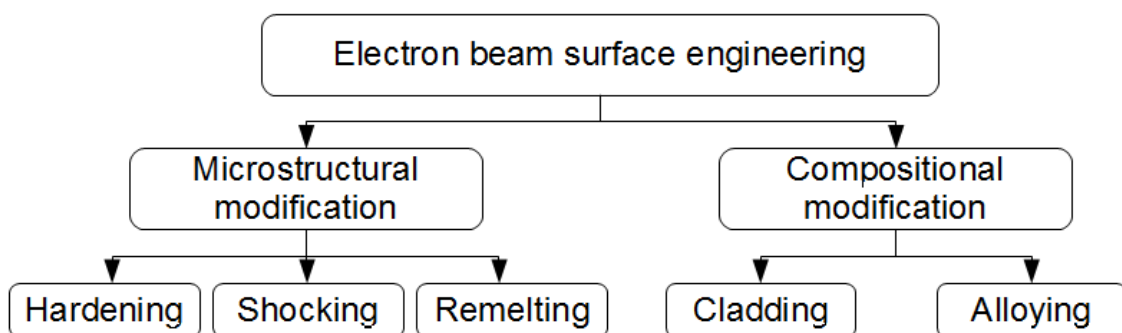 Electron beam surface engineering
Microstructural
modification
Compositional
modification
Hardening
Shocking
Remelting
Cladding
Alloying